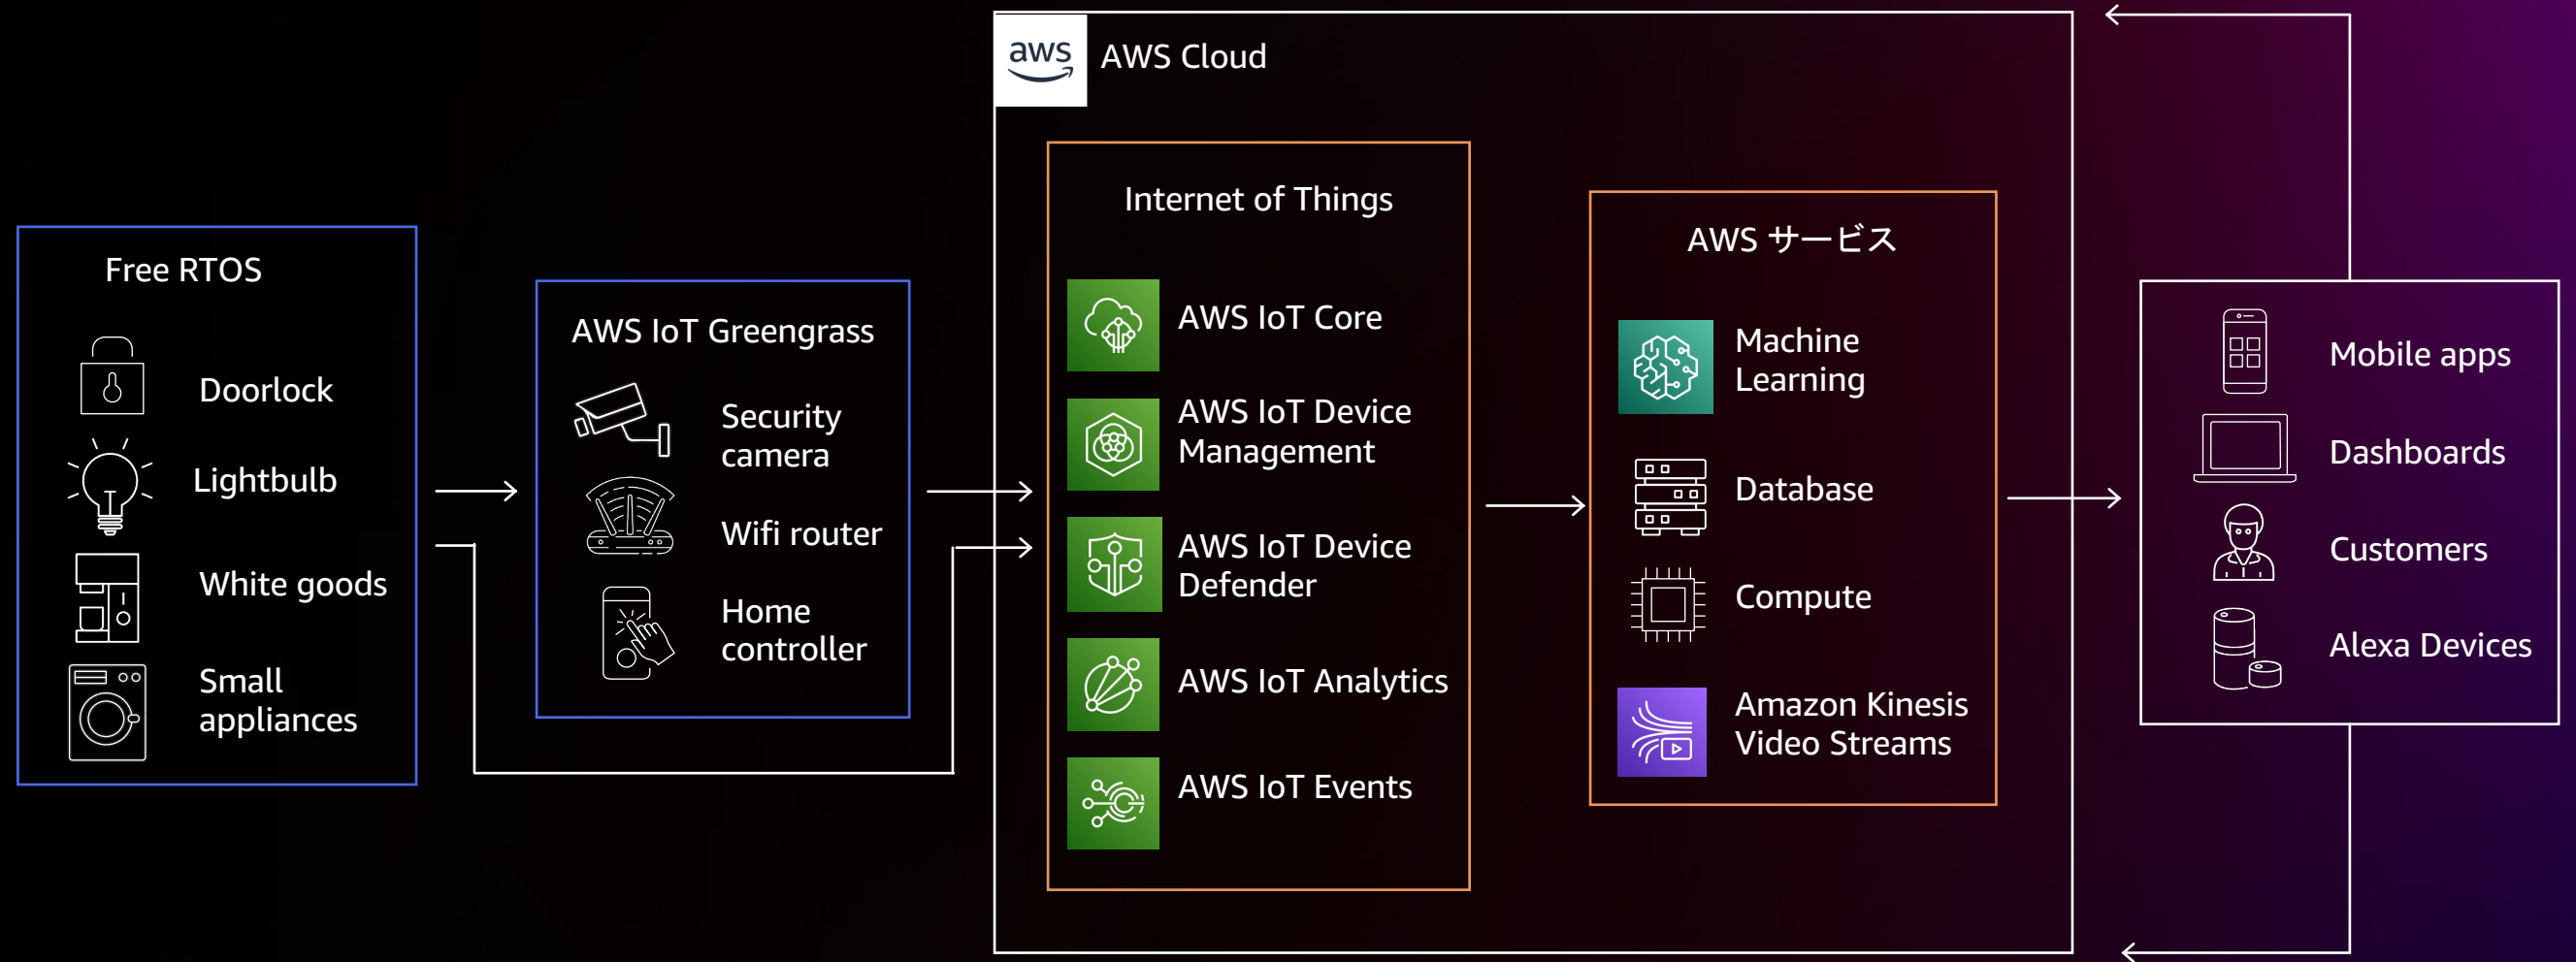 aws
AWS Cloud
Free RTOS
Doorlock
Lightbulb
White goods
Small
appliances
AWS IoT Greengrass
Security
camera
Wifi router
Home
controller
Internet of Things
AWS IoT Core
AWS IoT Device
Management
AWS IoT Device
Defender
AWS IoT Analytics
AWS IoT Events
AWS サービス
Machine
Learning
Database
Compute
Amazon Kinesis
Video Streams
Mobile apps
Dashboards
Customers
Alexa Devices